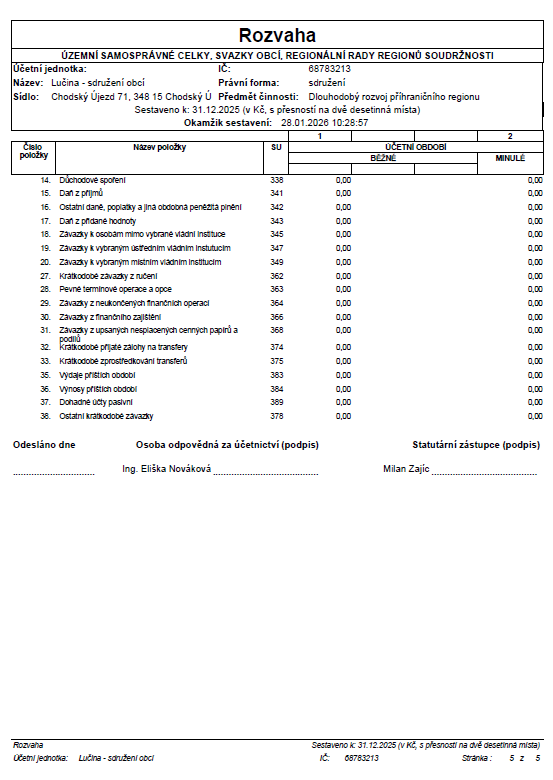 Rozvaha
ÚZEMNÍ SAMOSPRÁVNÉ CELKY, SVAZKY OBCÍ, REGIONÁLNÍ RADY REGIONŮ SOUDRŽNOSTI
Účetní jednotka: IČ: 68783213
Název: Lučina - sdružení obcí Právní forma: sdružení
Sídlo: Chodský Újezd 71, 348 15 Chodský Ú Předmět činnosti: Dlouhodobý rozvoj příhraničního regionu
Sestaveno k: 31.12.2025 (v Kč, s přesností na dvě desetinná místa)
Okamžik sestavení: 28.01.2026 10:28:57
1 2
Číslo položky Název položky SU ÚČETNÍ OBDOBÍ
BĚŽNÉ MINULÉ
14. Důchodové spoření 338 0,00 0,00
15. Daň z příjmů 341 0,00 0,00
16. Ostatní daně, poplatky a jiná obdobná peněžitá plnění 342 0,00 0,00
17. Daň z přidané hodnoty 343 0,00 0,00
18. Závazky k osobám mimo vybrané vládní instituce 345 0,00 0,00
19. Závazky k vybraným ústředním vládním institucím 347 0,00 0,00
20. Závazky k vybraným místním vládním institucím 349 0,00 0,00
27. Krátkodobé závazky z ručení 362 0,00 0,00
28. Pevné termínové operace a opce 363 0,00 0,00
29. Závazky z neukončených finančních operací 364 0,00 0,00
30. Závazky z finančního zajištění 366 0,00 0,00
31. Závazky z upsaných nesplacených cenných papírů a 368 0,00 0,00
podílů
32. Krátkodobé přijaté zálohy na transfery 374 0,00 0,00
33. Krátkodobé zprostředkování transferů 375 0,00 0,00
35. Výdaje příštích období 383 0,00 0,00
36. Výnosy příštích období 384 0,00 0,00
37. Dohadné účty pasivní 389 0,00 0,00
38. Ostatní krátkodobé závazky 378 0,00 0,00
Odesláno dne Osoba odpovědná za účetnictví (podpis) Statutární zástupce (podpis)
Ing. Eliška Nováková Milan Zajíc
Rozvaha Sestaveno k: 31.12.2025 (v Kč, s přesností na dvě desetinná místa)
Účetní jednotka: Lučina - sdružení obcí IČ: 68783213 Stránka : 5 z 5